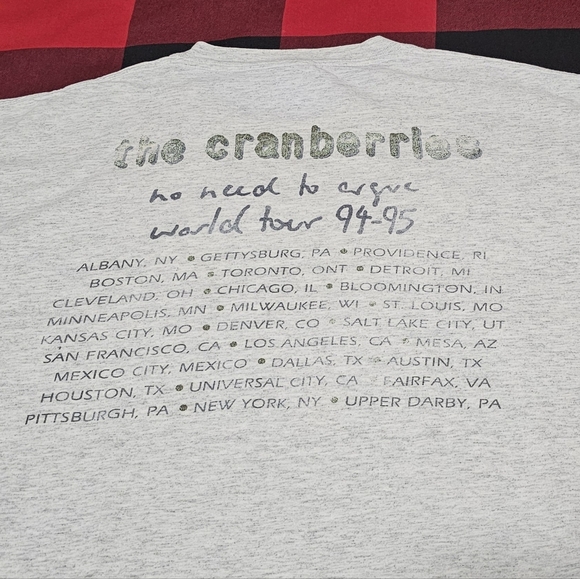 the cranberries
no need to argue
world tour 94-95
ALBANY, NY • GETTYSBURG, PA • PROVIDENCE, RI
BOSTON, MA • TORONTO, ONT • DETROIT, MI
CLEVELAND, OH • CHICAGO, IL • BLOOMINGTON, IN
MINNEAPOLIS, MN • MILWAUKEE, WI • ST. LOUIS, MO
KANSAS CITY, MO • DENVER, CO • SALT LAKE CITY, UT
SAN FRANCISCO, CA • LOS ANGELES, CA • MESA, AZ
MEXICO CITY, MEXICO • DALLAS, TX • AUSTIN, TX
HOUSTON, TX • UNIVERSAL CITY, CA • FAIRFAX, VA
PITTSBURGH, PA • NEW YORK, NY • UPPER DARBY, PA